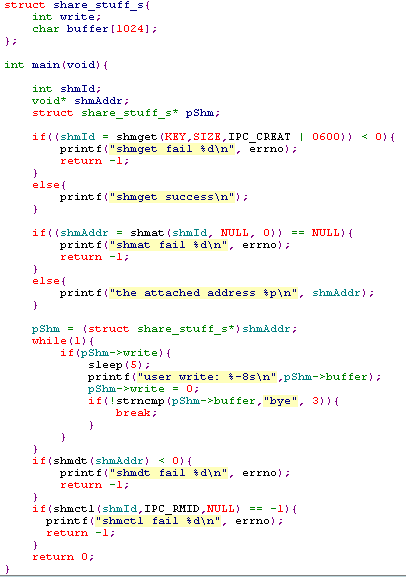 struct share_stuff_s{
    int write;
    char buffer[1024];
};

int main(void){

    int shmId;
    void* shmAddr;
    struct share_stuff_s* pShm;

    if((shmId = shmget(KEY,SIZE,IPC_CREAT | 0600)) < 0){
        printf("shmget fail %d\n", errno);
        return -1;
    }
    else{
        printf("shmget success\n");
    }

    if((shmAddr = shmat(shmId, NULL, 0)) == NULL){
        printf("shmat fail %d\n", errno);
        return -1;
    }
    else{
        printf("the attached address %p\n", shmAddr);
    }

    pShm = (struct share_stuff_s*)shmAddr;
    while(1){
        if(pShm->write){
            sleep(5);
            printf("user write: %-8s\n",pShm->buffer);
            pShm->write = 0;
            if(!strncmp(pShm->buffer,"bye", 3)){
                break;
            }
        }
    }
    if(shmdt(shmAddr) < 0){
        printf("shmdt fail %d\n", errno);
        return -1;
    }
    if(shmctl(shmId,IPC_RMID,NULL) == -1){
      printf("shmctl fail %d\n", errno);
      return -1;
    }
    return 0;
}